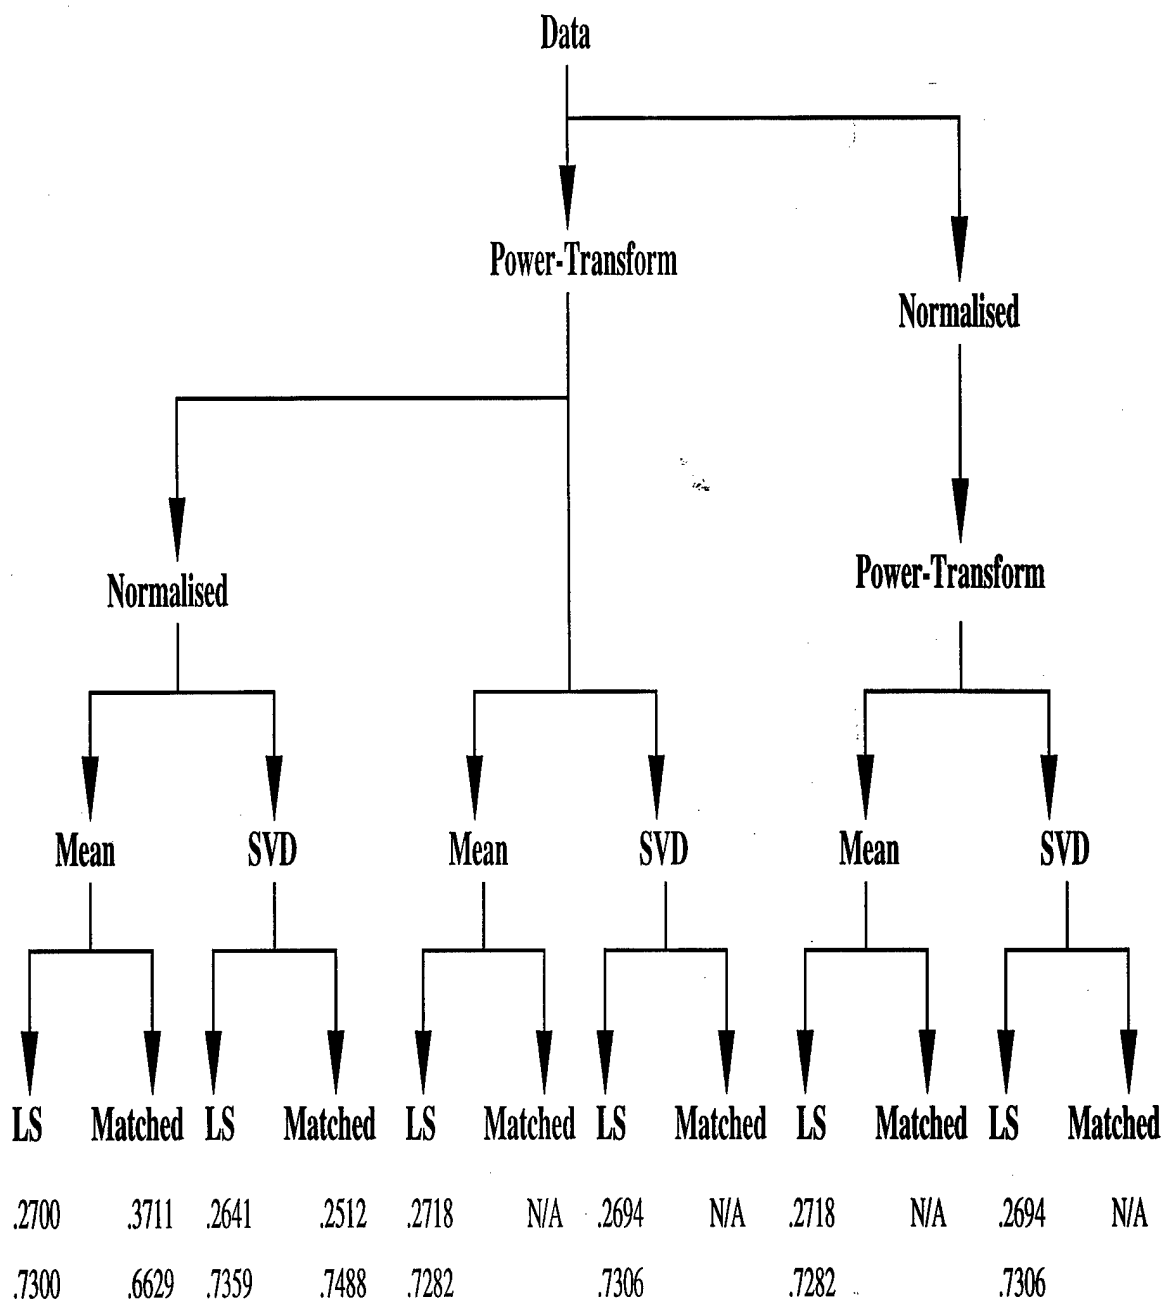 Data
Power-Transform
Normalised
Power-Transform
Normalised
Mean SVD Mean SVD Mean SVD
LS Matched LS Matched LS Matched LS Matched LS Matched LS Matched
.2700 .3711 .2641 .2512 .2718 N/A .2694 N/A .2718 N/A .2694 N/A
.7300 .6629 .7359 .7488 .7282 .7306 .7282 .7306